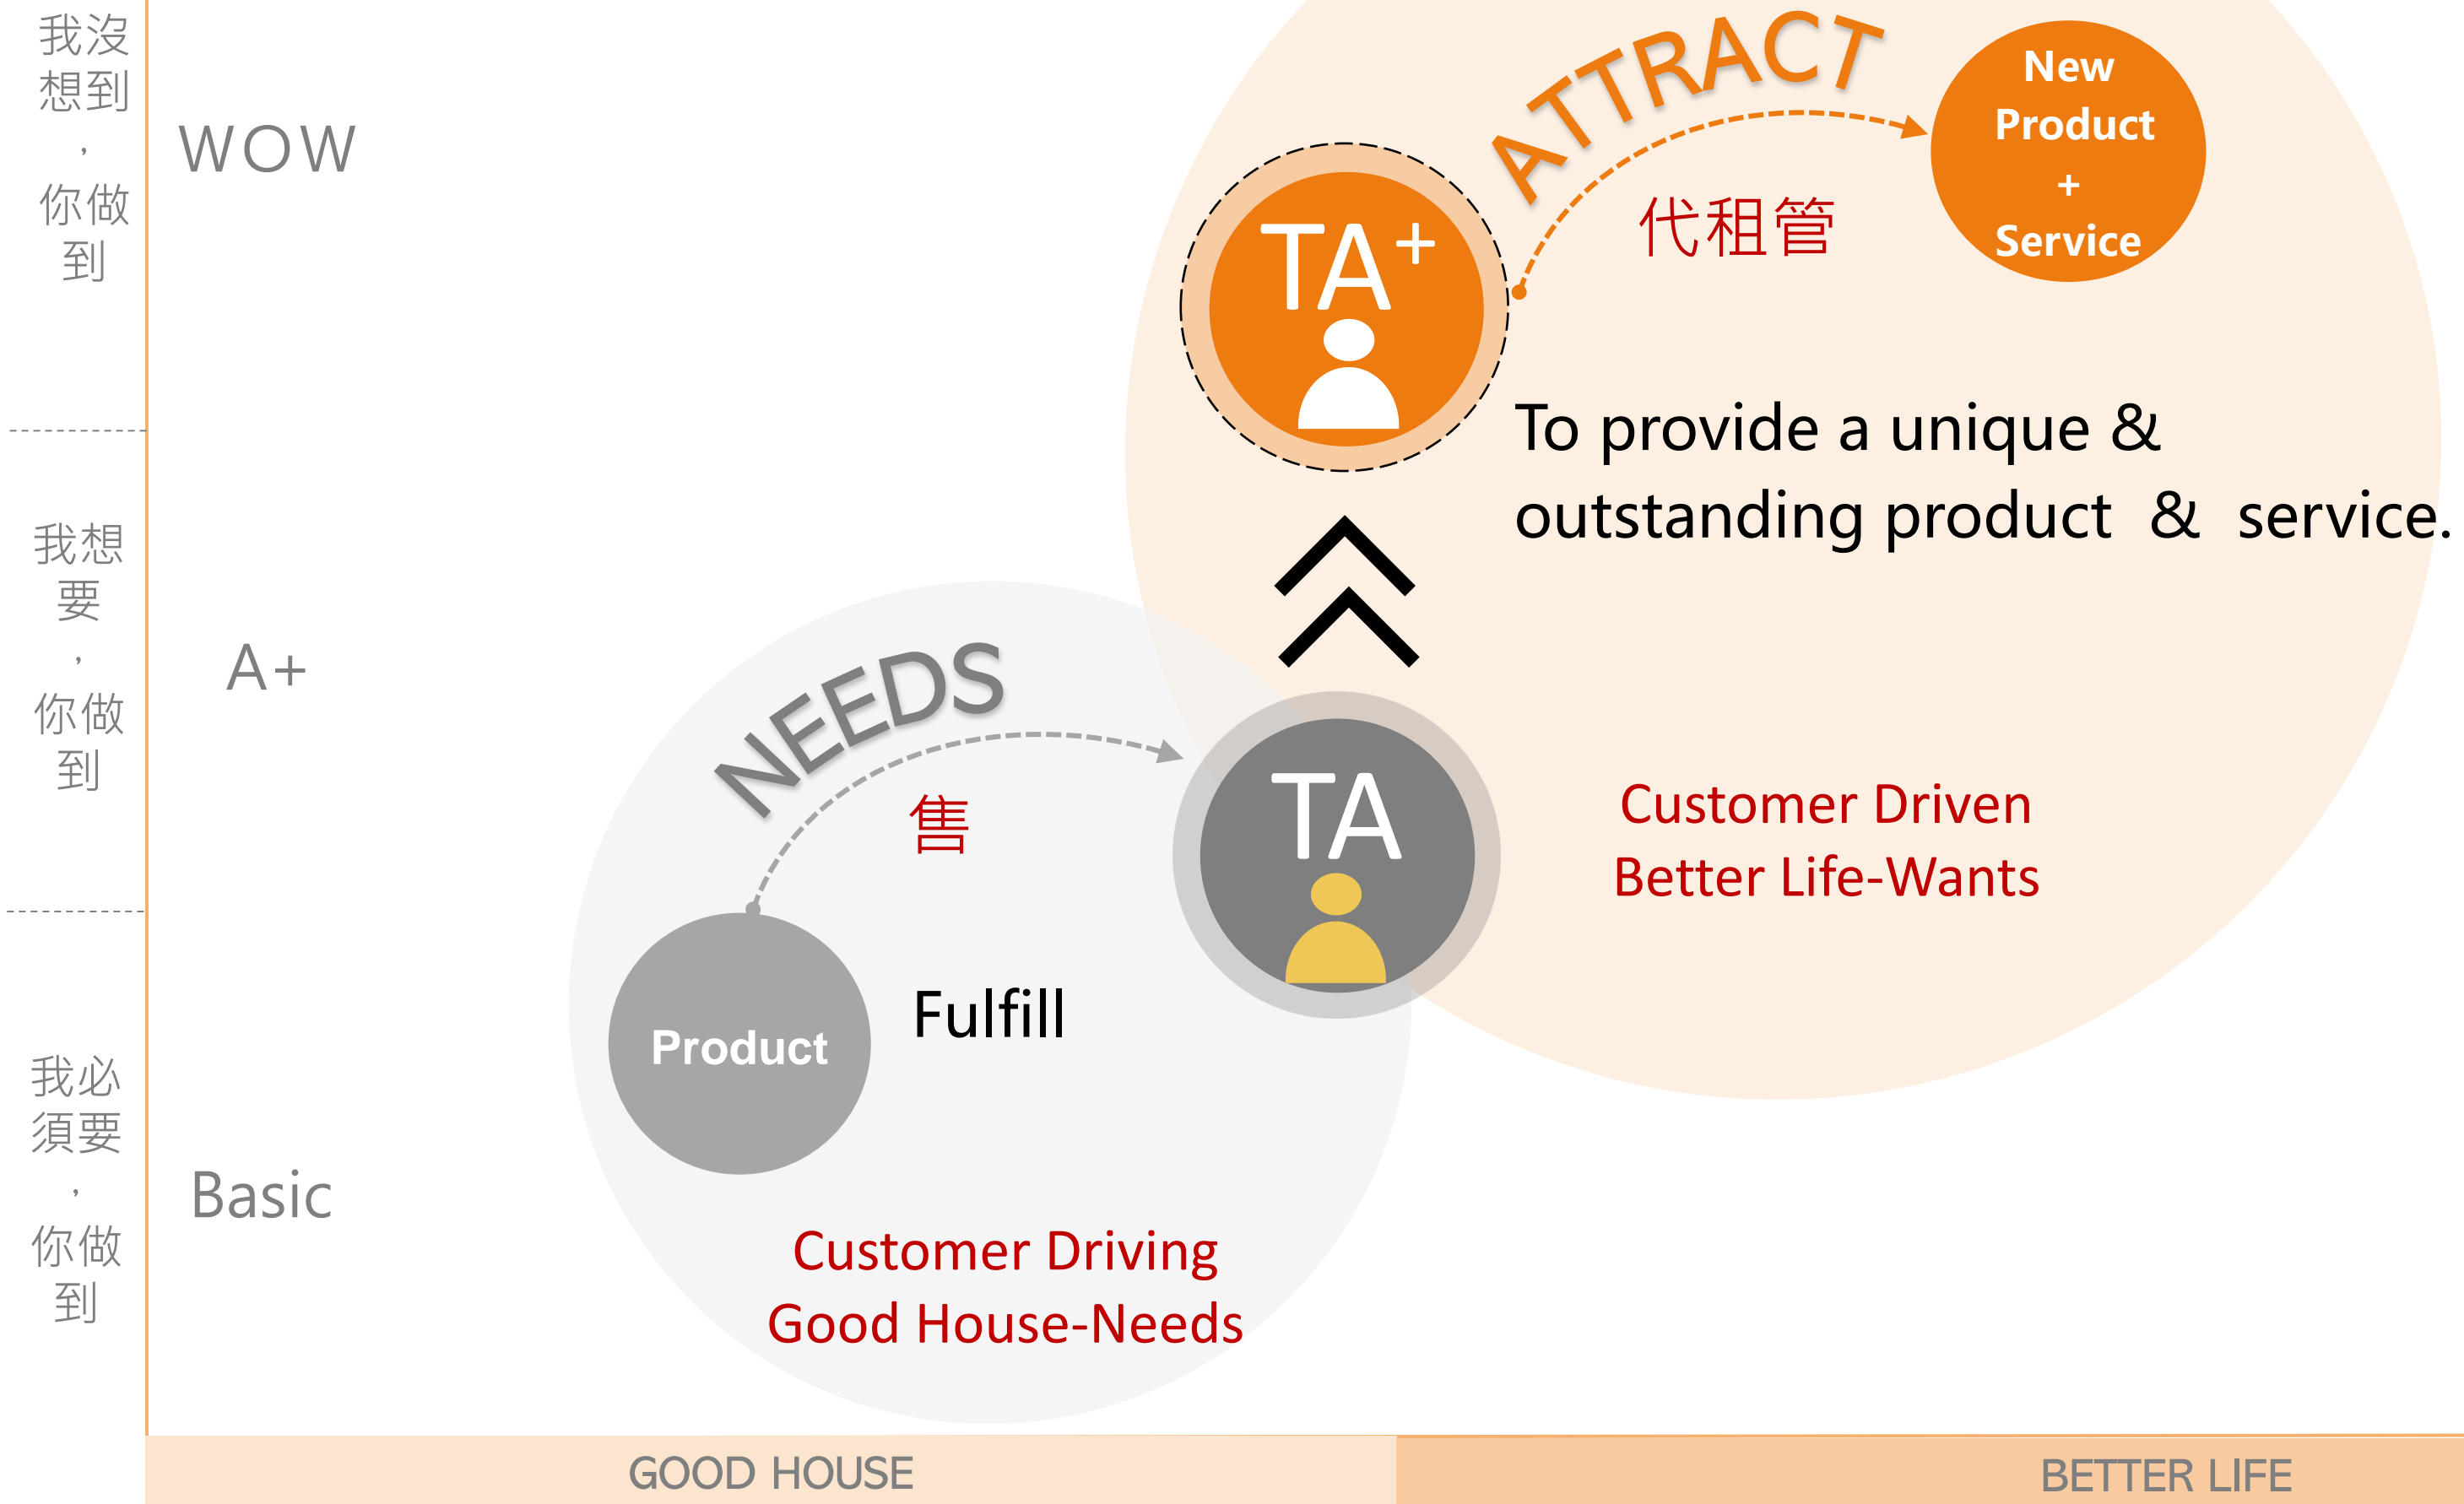 我沒
想到
，
你做
到
WOW
ATTRACT
代租管
New
Product
+
Service
TA+
To provide a unique &
outstanding product & service.
我想
要
，
你做
到
A+
NEEDS
售
TA
Customer Driven
Better Life-Wants
Product
Fulfill
我必
須要
，
你做
到
Basic
Customer Driving
Good House-Needs
GOOD HOUSE
BETTER LIFE